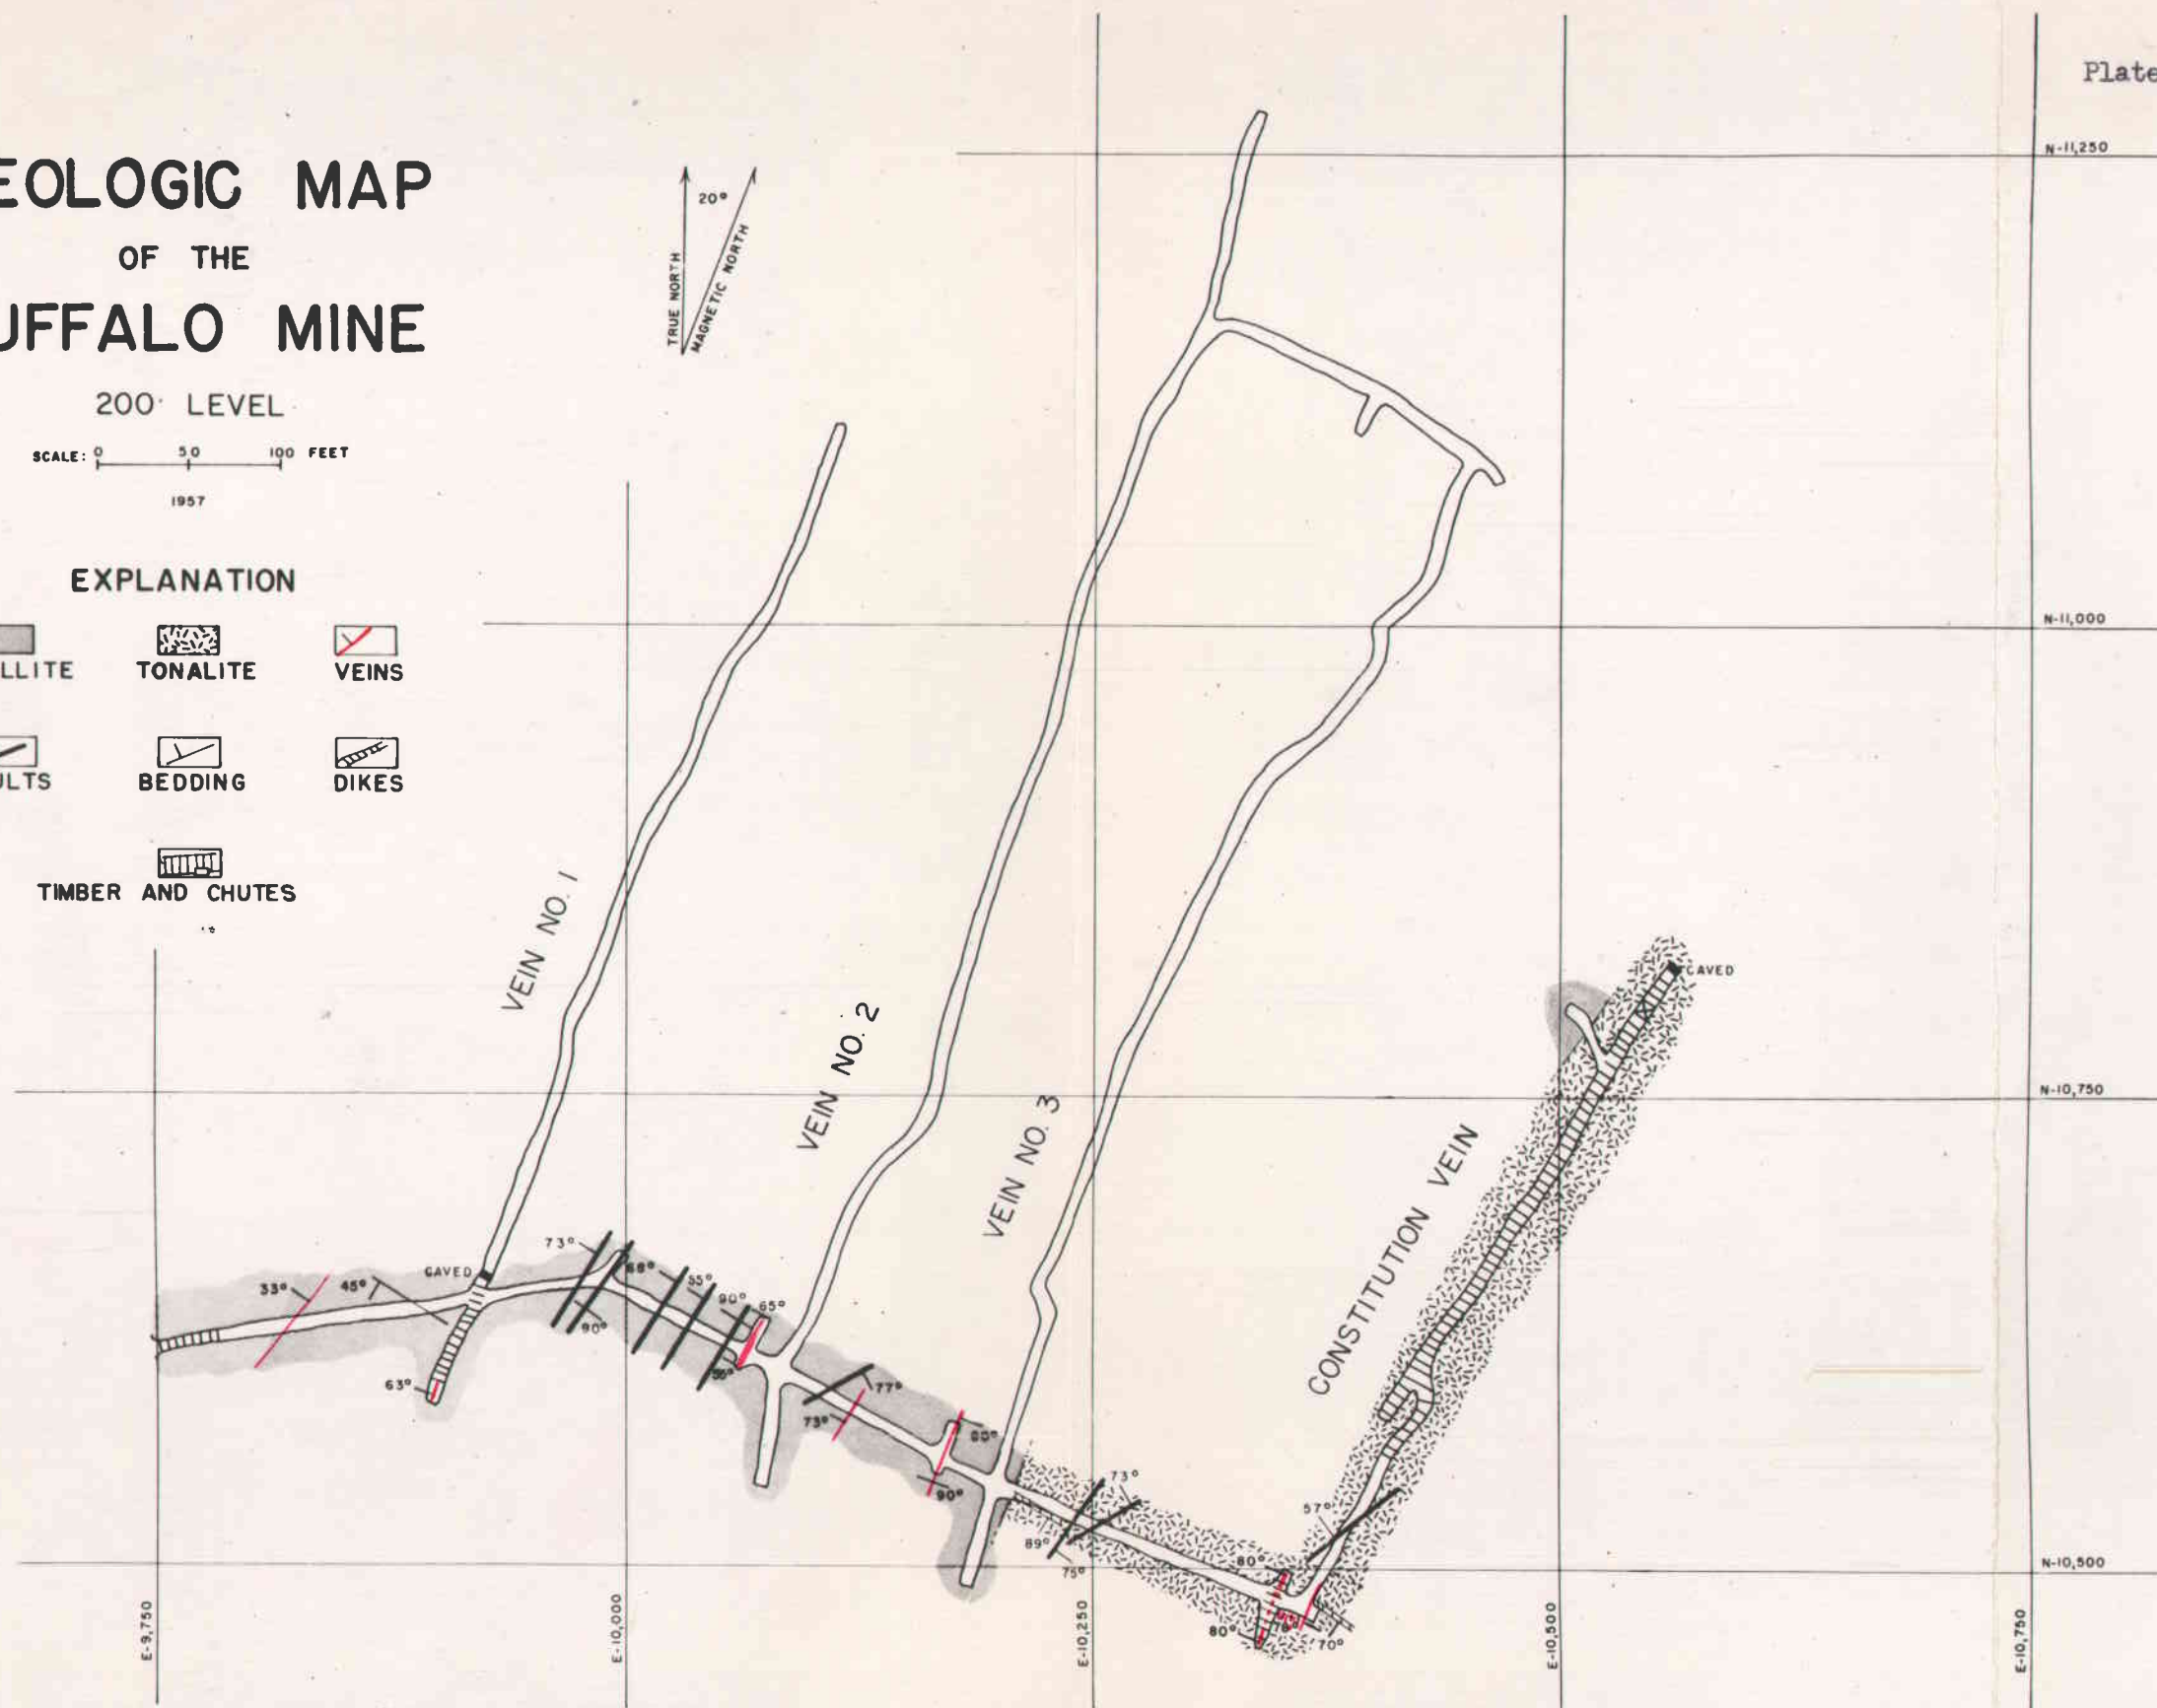 Plate
EOLOGIC MAP
OF THE
UFFALO MINE
200' LEVEL
SCALE: 0 50 100 FEET
1957
20°
TRUE NORTH
MAGNETIC NORTH
EXPLANATION
LLITE
TONALITE
VEINS
ULTS
BEDDING
DIKES
TIMBER AND CHUTES
N-11,250
N-11,000
N-10,750
N-10,500
E-9,750
E-10,000
E-10,250
E-10,500
E-10,750
VEIN NO. 1
VEIN NO. 2
VEIN NO. 3
CONSTITUTION VEIN
CAVED
CAVED
33°
45°
63°
73°
90°
68°
55°
90°
65°
77°
73°
90°
73°
89°
75°
57°
80°
80°
70°